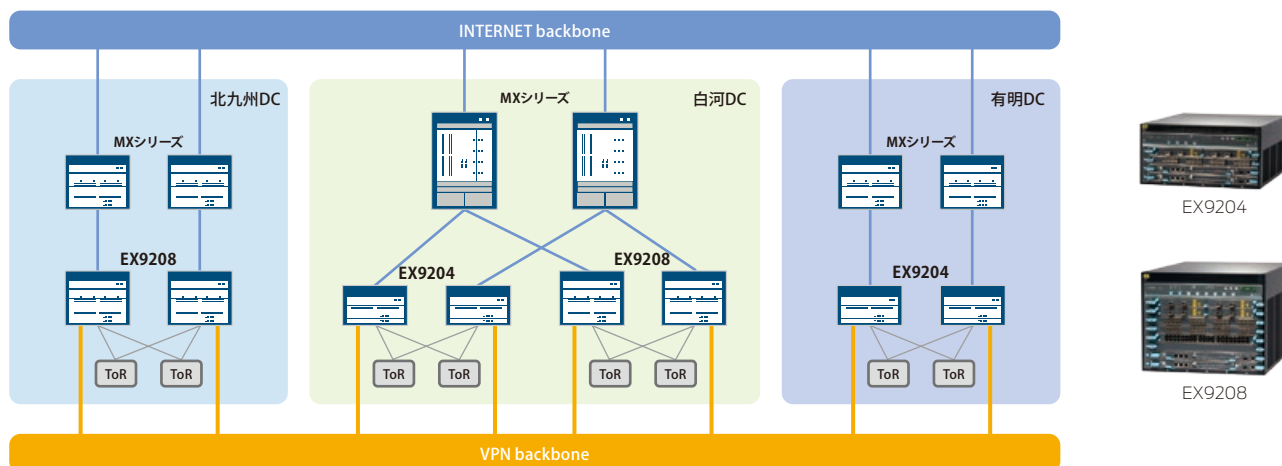 INTERNET backbone
北九州DC
MXシリーズ
EX9208
ToR
ToR
MXシリーズ
白河DC
EX9204
EX9208
ToR
ToR
ToR
ToR
有明DC
MXシリーズ
EX9204
ToR
ToR
VPN backbone
EX9204
EX9208